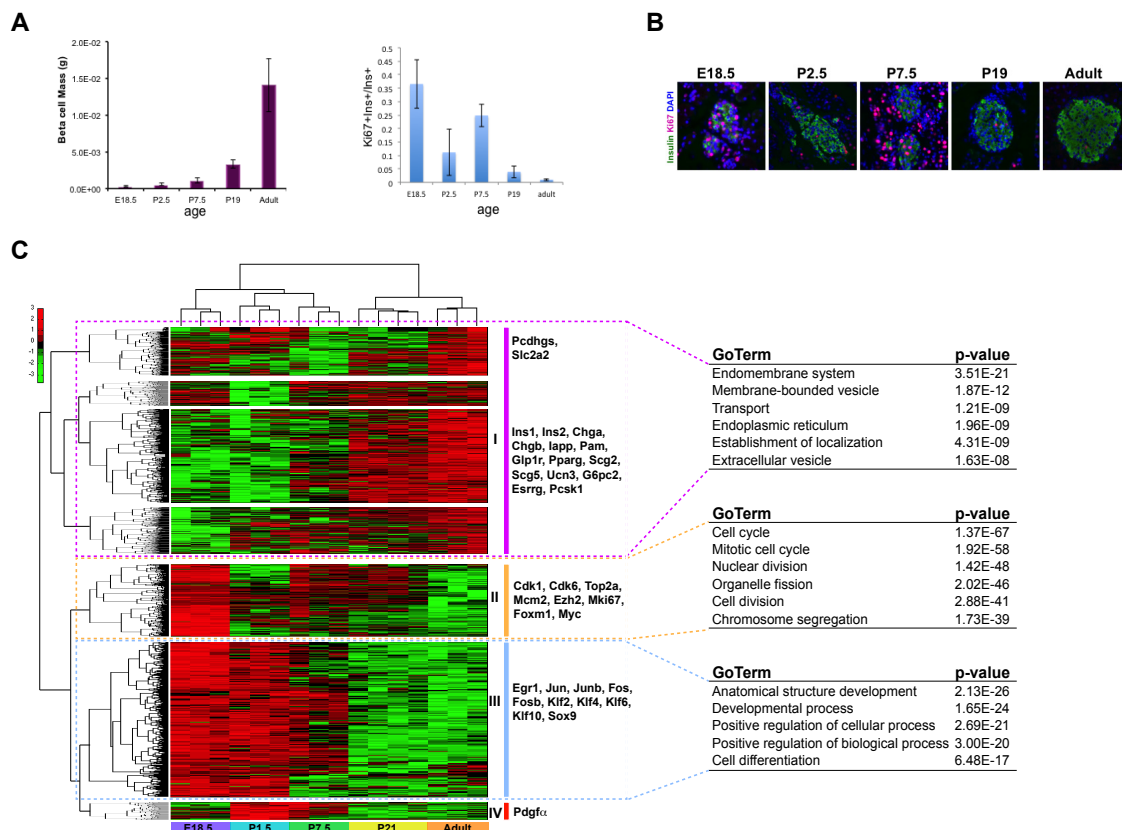 A
B
2.0E-02
1.5E-02
1.0E-02
5.0E-03
0.0E+00
Beta cell Mass (g)
E18.5 P2.5 P7.5 P19 Adult
age
0.5
0.45
0.4
0.35
0.3
0.25
0.2
0.15
0.1
0.05
0
Ki67+Ins+/Ins+
E18.5 P2.5 P7.5 P19 adult
age
E18.5 P2.5 P7.5 P19 Adult
Insulin Ki67 DAPI
C
3
2
1
0
-1
-2
-3
Pcdhgs,
Slc2a2
I
Ins1, Ins2, Chga,
Chgb, Iapp, Pam,
Glp1r, Pparg, Scg2,
Scg5, Ucn3, G6pc2,
Esrrg, Pcsk1
II
Cdk1, Cdk6, Top2a,
Mcm2, Ezh2, Mki67,
Foxm1, Myc
III
Egr1, Jun, Junb, Fos,
Fosb, Klf2, Klf4, Klf6,
Klf10, Sox9
IV
Pdgfα
E18.5 P1.5 P7.5 P21 Adult
GoTerm p-value
Endomembrane system 3.51E-21
Membrane-bounded vesicle 1.87E-12
Transport 1.21E-09
Endoplasmic reticulum 1.96E-09
Establishment of localization 4.31E-09
Extracellular vesicle 1.63E-08
GoTerm p-value
Cell cycle 1.37E-67
Mitotic cell cycle 1.92E-58
Nuclear division 1.42E-48
Organelle fission 2.02E-46
Cell division 2.88E-41
Chromosome segregation 1.73E-39
GoTerm p-value
Anatomical structure development 2.13E-26
Developmental process 1.65E-24
Positive regulation of cellular process 2.69E-21
Positive regulation of biological process 3.00E-20
Cell differentiation 6.48E-17